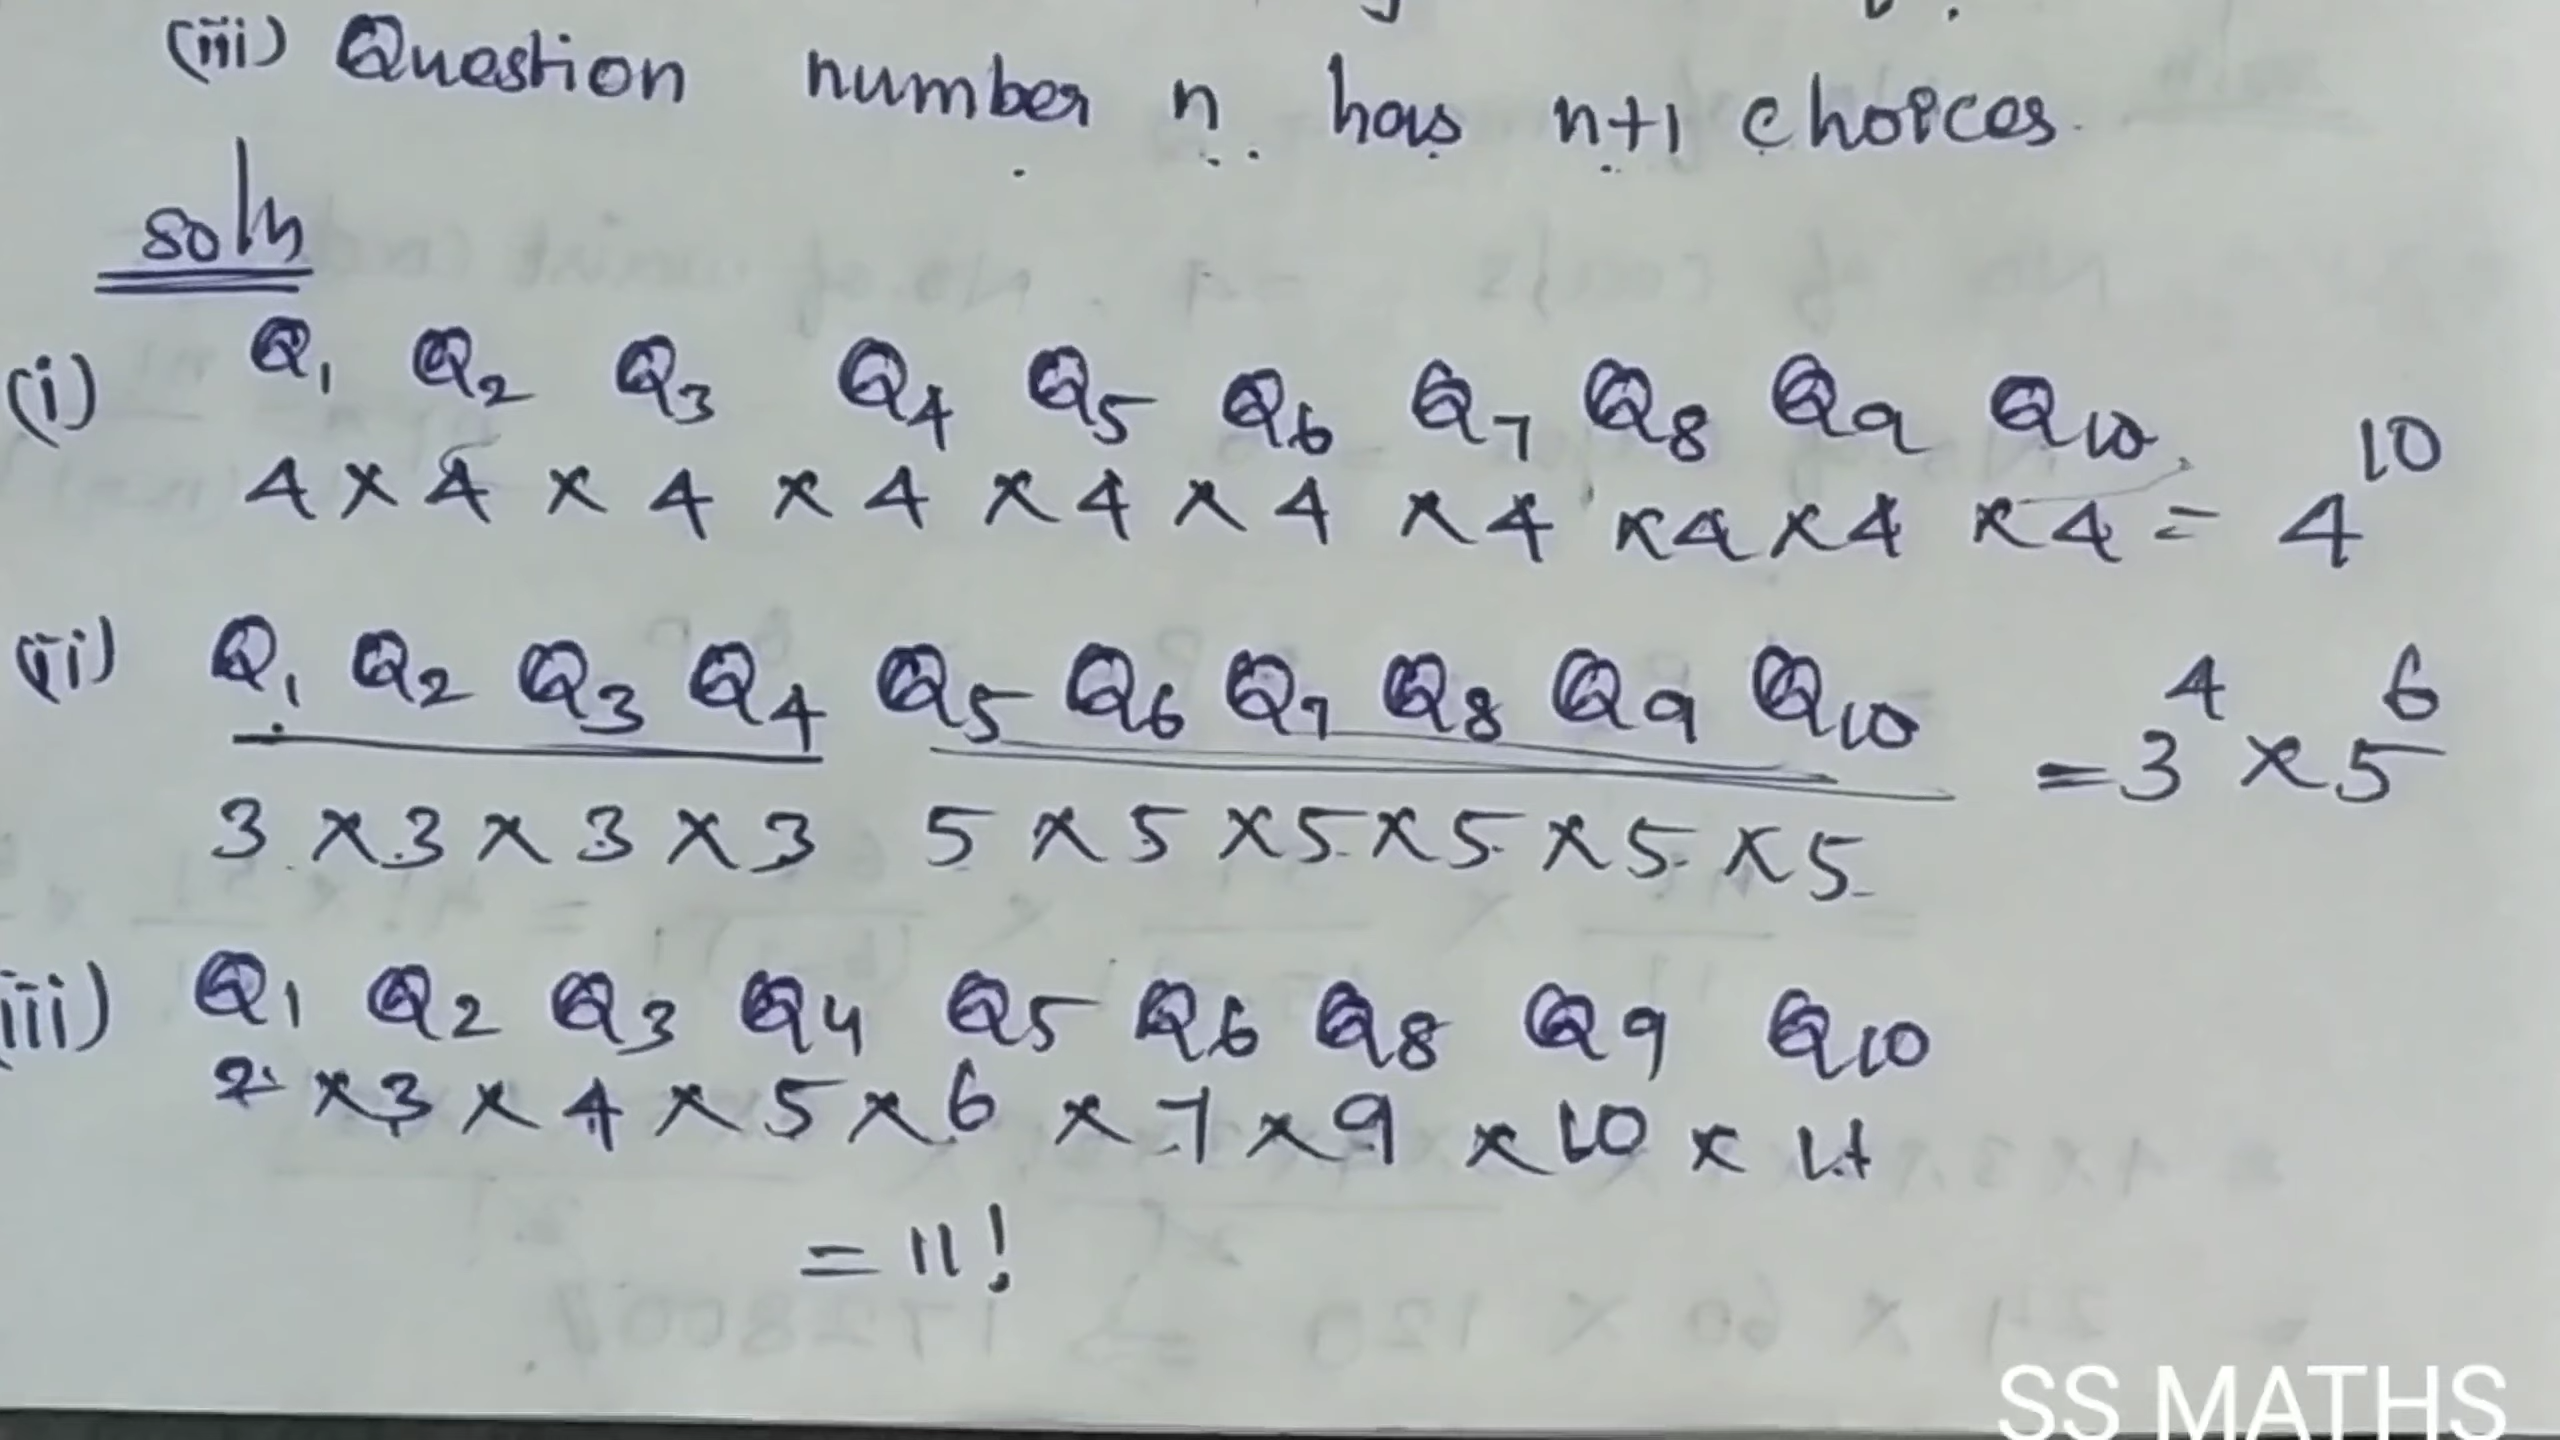 (iii) Question number n has n+1 choices.
soln
(i) Q1 Q2 Q3 Q4 Q5 Q6 Q7 Q8 Q9 Q10
4 × 4 × 4 × 4 × 4 × 4 × 4 × 4 × 4 × 4 = 4^10
(ii) Q1 Q2 Q3 Q4 Q5 Q6 Q7 Q8 Q9 Q10 = 3^4 × 5^6
3 × 3 × 3 × 3 5 × 5 × 5 × 5 × 5 × 5
iii) Q1 Q2 Q3 Q4 Q5 Q6 Q8 Q9 Q10
2 × 3 × 4 × 5 × 6 × 7 × 9 × 10 × 11
= 11!
SS MATHS